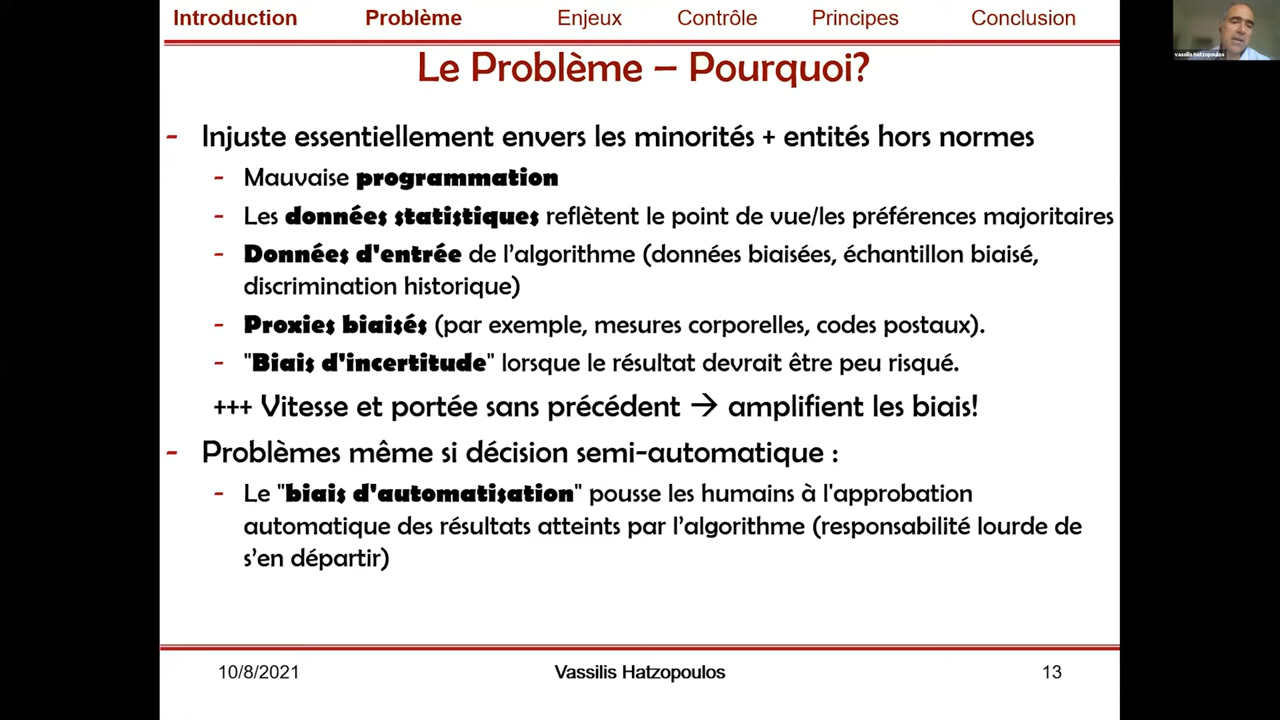 Introduction Problème Enjeux Contrôle Principes Conclusion
vassilis hatzopoulos
Le Problème – Pourquoi?
- Injuste essentiellement envers les minorités + entités hors normes
- Mauvaise programmation
- Les données statistiques reflètent le point de vue/les préférences majoritaires
- Données d'entrée de l’algorithme (données biaisées, échantillon biaisé,
discrimination historique)
- Proxies biaisés (par exemple, mesures corporelles, codes postaux).
- "Biais d'incertitude" lorsque le résultat devrait être peu risqué.
+++ Vitesse et portée sans précédent → amplifient les biais!
- Problèmes même si décision semi-automatique :
- Le "biais d'automatisation" pousse les humains à l'approbation
automatique des résultats atteints par l’algorithme (responsabilité lourde de
s’en départir)
10/8/2021 Vassilis Hatzopoulos 13